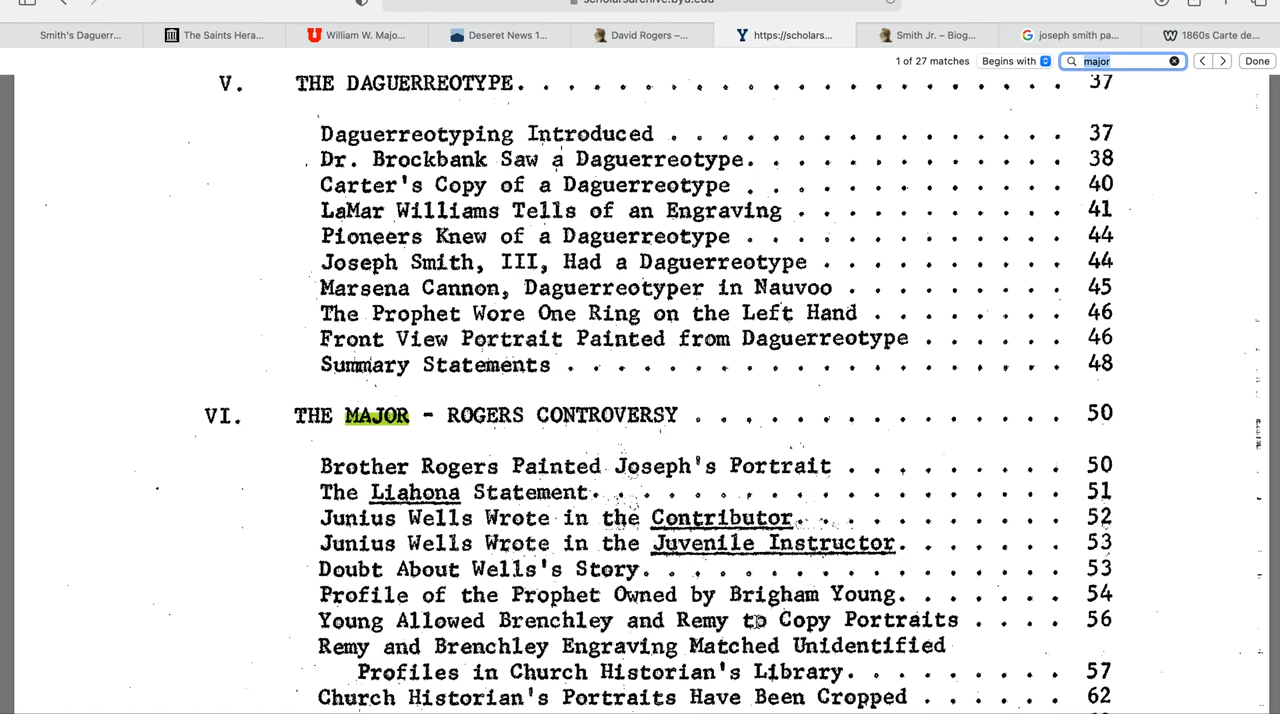 scholarsarchive.byu.edu
Smith's Daguerr...
The Saints Hera...
William W. Majo...
Deseret News 1...
David Rogers –...
https://scholars...
Smith Jr. – Biog...
joseph smith pa...
1860s Carte de...
1 of 27 matches
Begins with
major
Done
V. THE DAGUERREOTYPE. . . . . . . . . . . . . . . . . . . . . . 37
Daguerreotyping Introduced . . . . . . . . . . . . . . . . 37
Dr. Brockbank Saw a Daguerreotype. . . . . . . . . . . . . 38
Carter's Copy of a Daguerreotype . . . . . . . . . . . . . 40
LaMar Williams Tells of an Engraving . . . . . . . . . . . 41
Pioneers Knew of a Daguerreotype . . . . . . . . . . . . . 44
Joseph Smith, III, Had a Daguerreotype . . . . . . . . . . 44
Marsena Cannon, Daguerreotyper in Nauvoo . . . . . . . . . 45
The Prophet Wore One Ring on the Left Hand . . . . . . . . 46
Front View Portrait Painted from Daguerreotype . . . . . . 46
Summary Statements . . . . . . . . . . . . . . . . . . . . 48
VI. THE MAJOR - ROGERS CONTROVERSY . . . . . . . . . . . . . . . 50
Brother Rogers Painted Joseph's Portrait . . . . . . . . . 50
The Liahona Statement. . . . . . . . . . . . . . . . . . . 51
Junius Wells Wrote in the Contributor. . . . . . . . . . . 52
Junius Wells Wrote in the Juvenile Instructor. . . . . . . 53
Doubt About Wells's Story. . . . . . . . . . . . . . . . . 53
Profile of the Prophet Owned by Brigham Young. . . . . . . 54
Young Allowed Brenchley and Remy to Copy Portraits . . . . 56
Remy and Brenchley Engraving Matched Unidentified
Profiles in Church Historian's Library. . . . . . . . . 57
Church Historian's Portraits Have Been Cropped . . . . . . 62